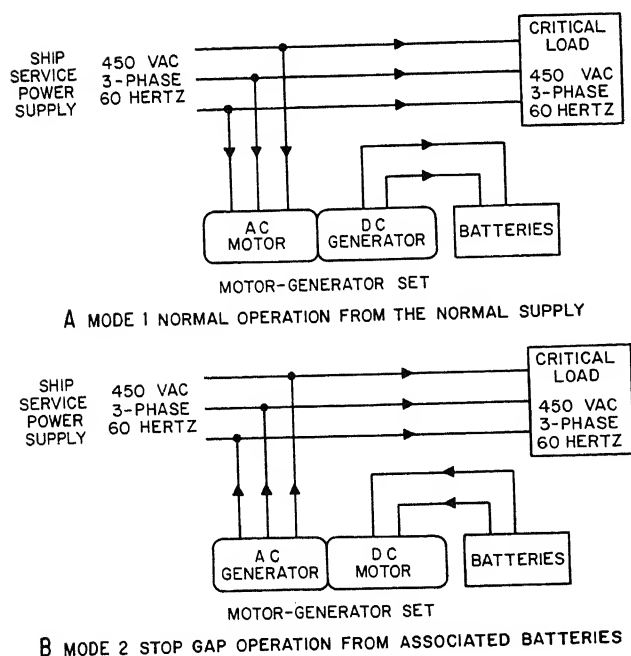 SHIP
SERVICE
POWER
SUPPLY
450 VAC
3-PHASE
60 HERTZ
CRITICAL
LOAD
450 VAC
3-PHASE
60 HERTZ
AC
MOTOR
DC
GENERATOR
BATTERIES
MOTOR-GENERATOR SET
A MODE 1 NORMAL OPERATION FROM THE NORMAL SUPPLY
SHIP
SERVICE
POWER
SUPPLY
450 VAC
3-PHASE
60 HERTZ
CRITICAL
LOAD
450 VAC
3-PHASE
60 HERTZ
AC
GENERATOR
DC
MOTOR
BATTERIES
MOTOR-GENERATOR SET
B MODE 2 STOP GAP OPERATION FROM ASSOCIATED BATTERIES